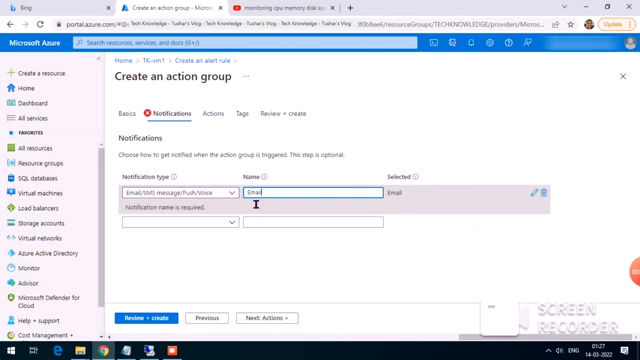 Bing
Create an action group - Micros
monitoring cpu memory disk spa
portal.azure.com/#@
Tech Knowledge - Tushar's Vlog - Tech Knowledge - Tushar's Vlog - Tech Knowledge - Tushar's Vlog
3f0b8ee6/resourceGroups/TECHKNOWLEDGE/providers/Mi
Update
Microsoft Azure
Search resources, services, and docs (G+/)
Create a resource
Home
Dashboard
All services
FAVORITES
All resources
Resource groups
SQL databases
Virtual machines
Load balancers
Storage accounts
Virtual networks
Azure Active Directory
Monitor
Advisor
Microsoft Defender for Cloud
Help + support
Cost Management +
Home > TK-vm1 > Create an alert rule >
Create an action group ...
Basics Notifications Actions Tags Review + create
Notifications
Choose how to get notified when the action group is triggered. This step is optional.
Notification type Name Selected
Email/SMS message/Push/Voice Email Email
Notification name is required.
Review + create Previous Next: Actions >
SCREEN
RECORDER
ENG
01:27
14-03-2022